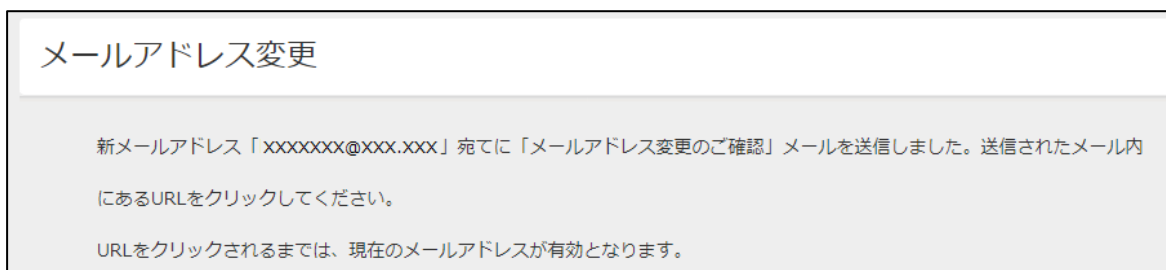 メールアドレス変更
新メールアドレス「 XXXXXXX@XXX.XXX 」宛てに「メールアドレス変更のご確認」メールを送信しました。送信されたメール内
にあるURLをクリックしてください。
URLをクリックされるまでは、現在のメールアドレスが有効となります。